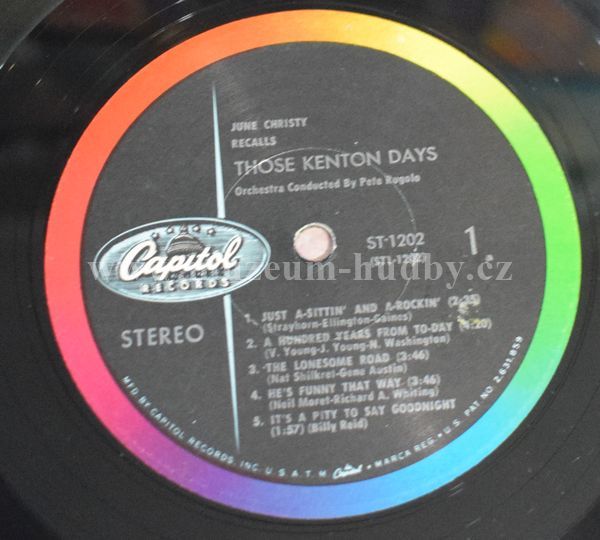 JUNE CHRISTY
RECALLS
THOSE KENTON DAYS
Orchestra Conducted By Pete Rugolo
ST-1202
1
Capitol
RECORDS
STEREO
1. JUST A-SITTIN' AND A-ROCKIN'
(Strayhorn-Ellington-Gaines)
2. A HUNDRED YEARS FROM TO-DAY
(V. Young-J. Young-N. Washington)
3. THE LONESOME ROAD (3:46)
(Nat Shilkret-Gene Austin)
4. HE'S FUNNY THAT WAY (3:46)
(Neil Moret-Richard A. Whiting)
5. IT'S A PITY TO SAY GOODNIGHT
(1:57) (Billy Reid)
MFD. BY CAPITOL RECORDS, INC. U.S.A. T.M. Capitol MARCA REG. • U.S. PAT. NO. 2,631,859